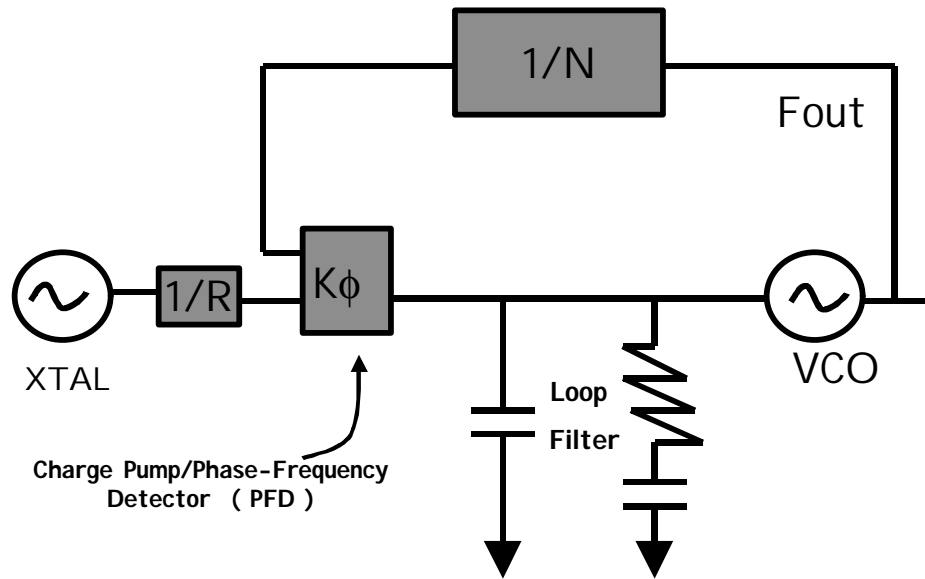 1/N
Fout
1/R
Kϕ
XTAL
VCO
Loop
Filter
Charge Pump/Phase-Frequency
Detector ( PFD )